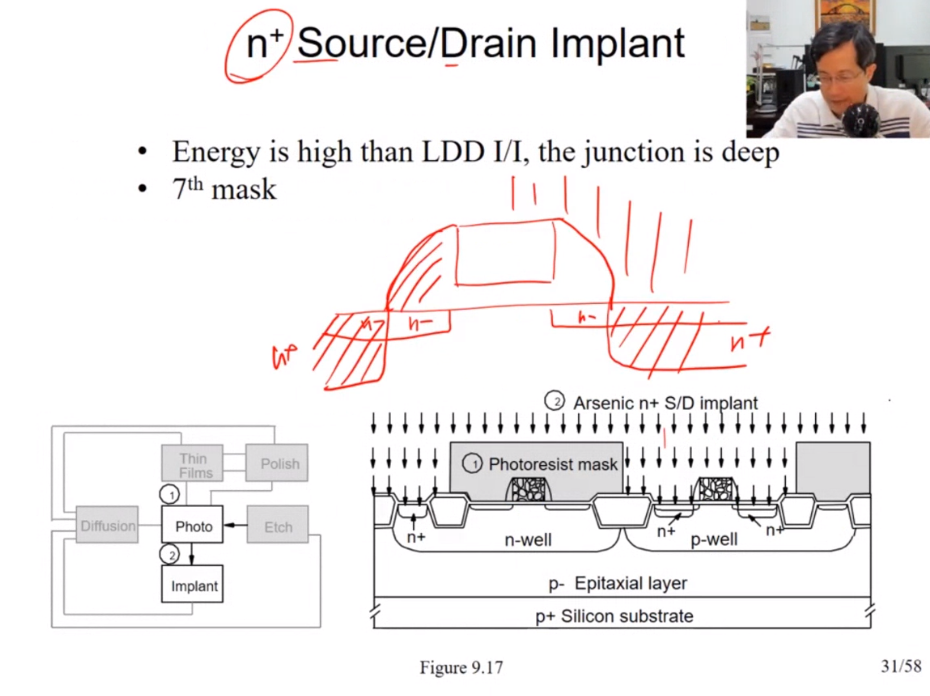 n+ Source/Drain Implant
• Energy is high than LDD I/I, the junction is deep
• 7th mask
n- n- n-
n+ n+
2 Arsenic n+ S/D implant
Thin Films
Polish
1 Photoresist mask
1
Diffusion
Photo
Etch
2
Implant
n+
n-well
n+
p-well
n+
p- Epitaxial layer
p+ Silicon substrate
Figure 9.17
31/58